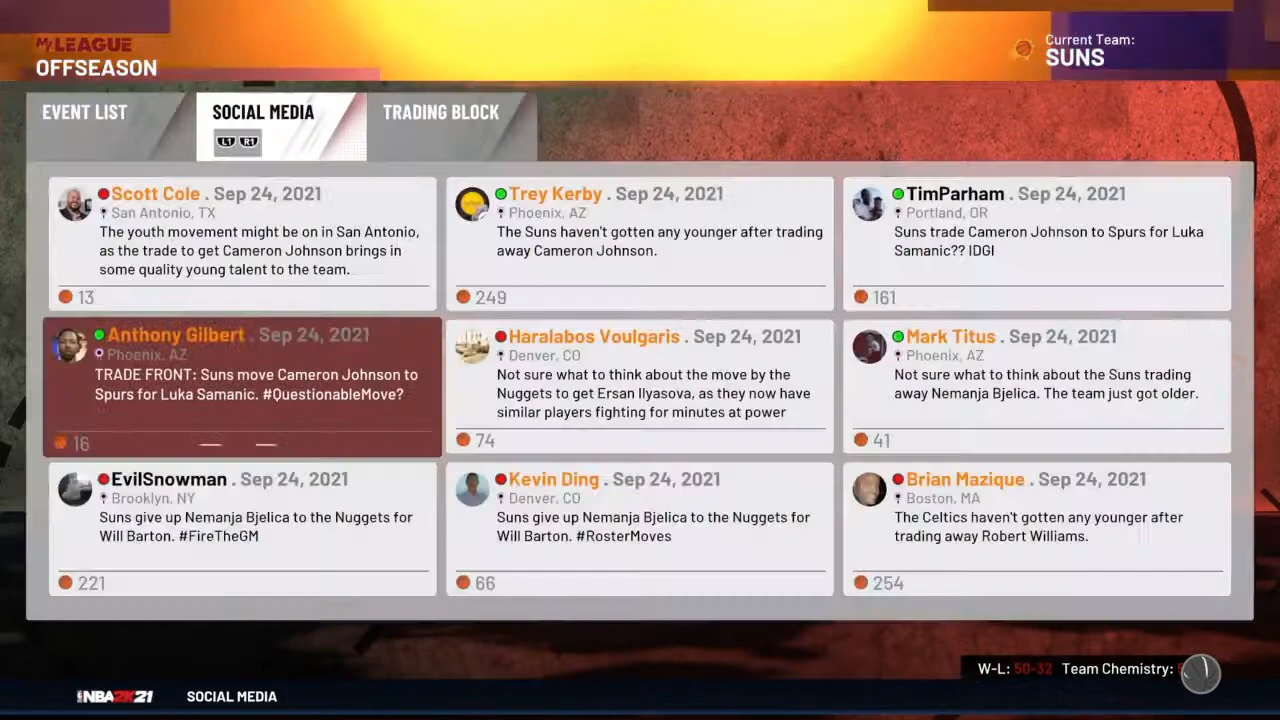 MyLEAGUE
OFFSEASON
Current Team:
SUNS
EVENT LIST
SOCIAL MEDIA
TRADING BLOCK
L1 R1
Scott Cole . Sep 24, 2021
San Antonio, TX
The youth movement might be on in San Antonio,
as the trade to get Cameron Johnson brings in
some quality young talent to the team.
13
Trey Kerby . Sep 24, 2021
Phoenix, AZ
The Suns haven't gotten any younger after trading
away Cameron Johnson.
249
TimParham . Sep 24, 2021
Portland, OR
Suns trade Cameron Johnson to Spurs for Luka
Samanic?? IDGI
161
Anthony Gilbert . Sep 24, 2021
Phoenix, AZ
TRADE FRONT: Suns move Cameron Johnson to
Spurs for Luka Samanic. #QuestionableMove?
16
Haralabos Voulgaris . Sep 24, 2021
Denver, CO
Not sure what to think about the move by the
Nuggets to get Ersan Ilyasova, as they now have
similar players fighting for minutes at power
74
Mark Titus . Sep 24, 2021
Phoenix, AZ
Not sure what to think about the Suns trading
away Nemanja Bjelica. The team just got older.
41
EvilSnowman . Sep 24, 2021
Brooklyn, NY
Suns give up Nemanja Bjelica to the Nuggets for
Will Barton. #FireTheGM
221
Kevin Ding . Sep 24, 2021
Denver, CO
Suns give up Nemanja Bjelica to the Nuggets for
Will Barton. #RosterMoves
66
Brian Mazique . Sep 24, 2021
Boston, MA
The Celtics haven't gotten any younger after
trading away Robert Williams.
254
W-L: 50-32 Team Chemistry:
NBA2K21
SOCIAL MEDIA